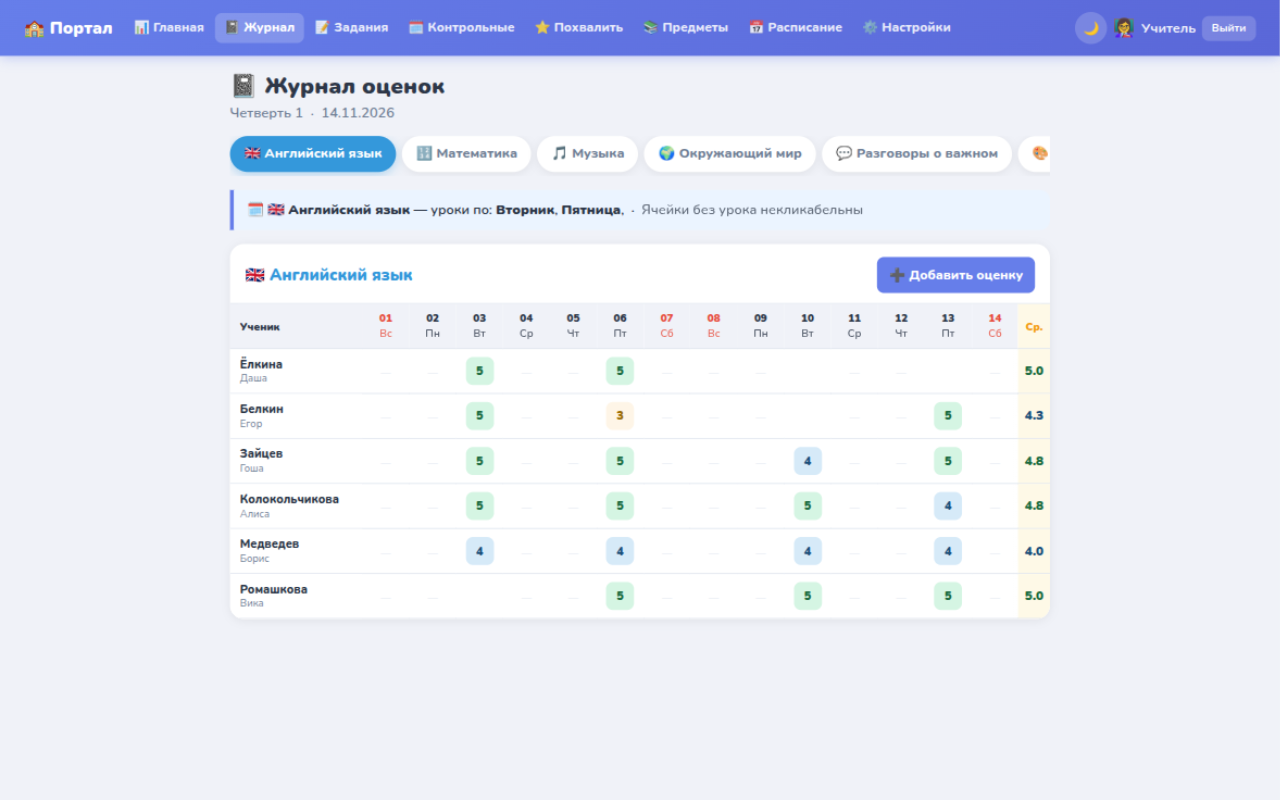 Портал Главная Журнал Задания Контрольные Похвалить Предметы Расписание Настройки Учитель Выйти
Журнал оценок
Четверть 1 · 14.11.2026
Английский язык Математика Музыка Окружающий мир Разговоры о важном
Английский язык — уроки по: Вторник, Пятница, · Ячейки без урока некликабельны
Английский язык Добавить оценку
Ученик 01 02 03 04 05 06 07 08 09 10 11 12 13 14 Ср.
Вс Пн Вт Ср Чт Пт Сб Вс Пн Вт Ср Чт Пт Сб
Ёлкина
Даша
— — 5 — — 5 — — — — — — 5.0
Белкин
Егор
— — 5 — — 3 — — — — — 5 — 4.3
Зайцев
Гоша
— — 5 — — 5 — — — 4 — — 5 — 4.8
Колокольчикова
Алиса
— — 5 — — 5 — — — 5 — — 4 — 4.8
Медведев
Борис
— — 4 — — 4 — — — 4 — — 4 — 4.0
Ромашкова
Вика
— — — — 5 — — — 5 — — 5 — 5.0